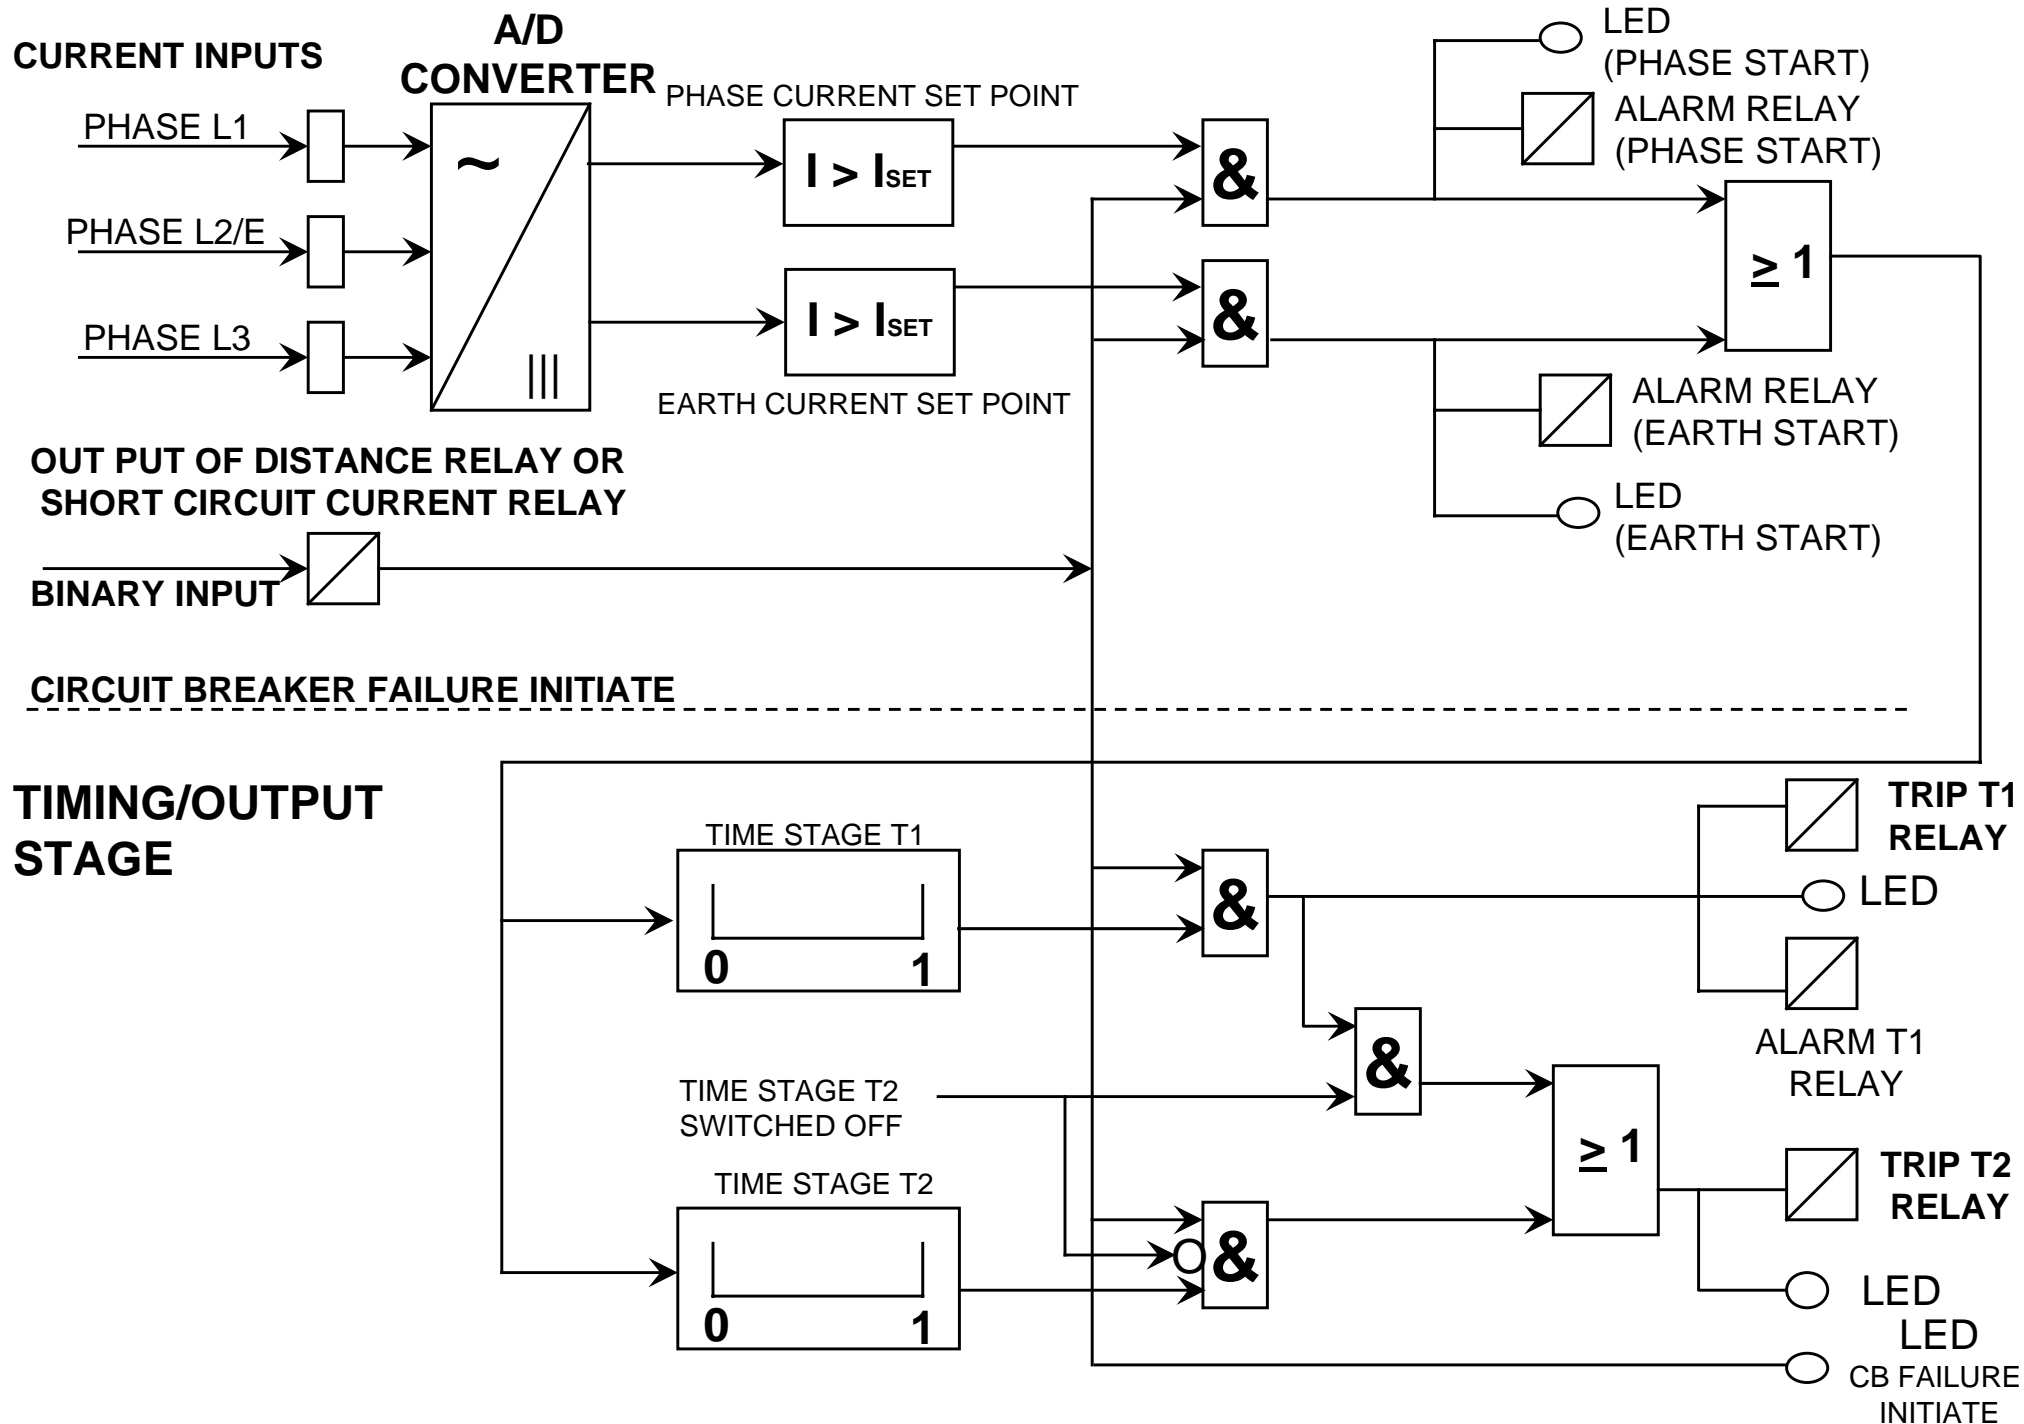 CURRENT INPUTS
A/D
CONVERTER
PHASE L1
PHASE L2/E
PHASE L3
~
|||
PHASE CURRENT SET POINT
I > ISET
I > ISET
EARTH CURRENT SET POINT
&
&
LED
(PHASE START)
ALARM RELAY
(PHASE START)
≥ 1
ALARM RELAY
(EARTH START)
LED
(EARTH START)
OUT PUT OF DISTANCE RELAY OR
SHORT CIRCUIT CURRENT RELAY
BINARY INPUT
CIRCUIT BREAKER FAILURE INITIATE
TIMING/OUTPUT
STAGE
TIME STAGE T1
0 1
&
TRIP T1
RELAY
LED
ALARM T1
RELAY
&
TIME STAGE T2
SWITCHED OFF
TIME STAGE T2
0 1
&
≥ 1
TRIP T2
RELAY
LED
LED
CB FAILURE
INITIATE